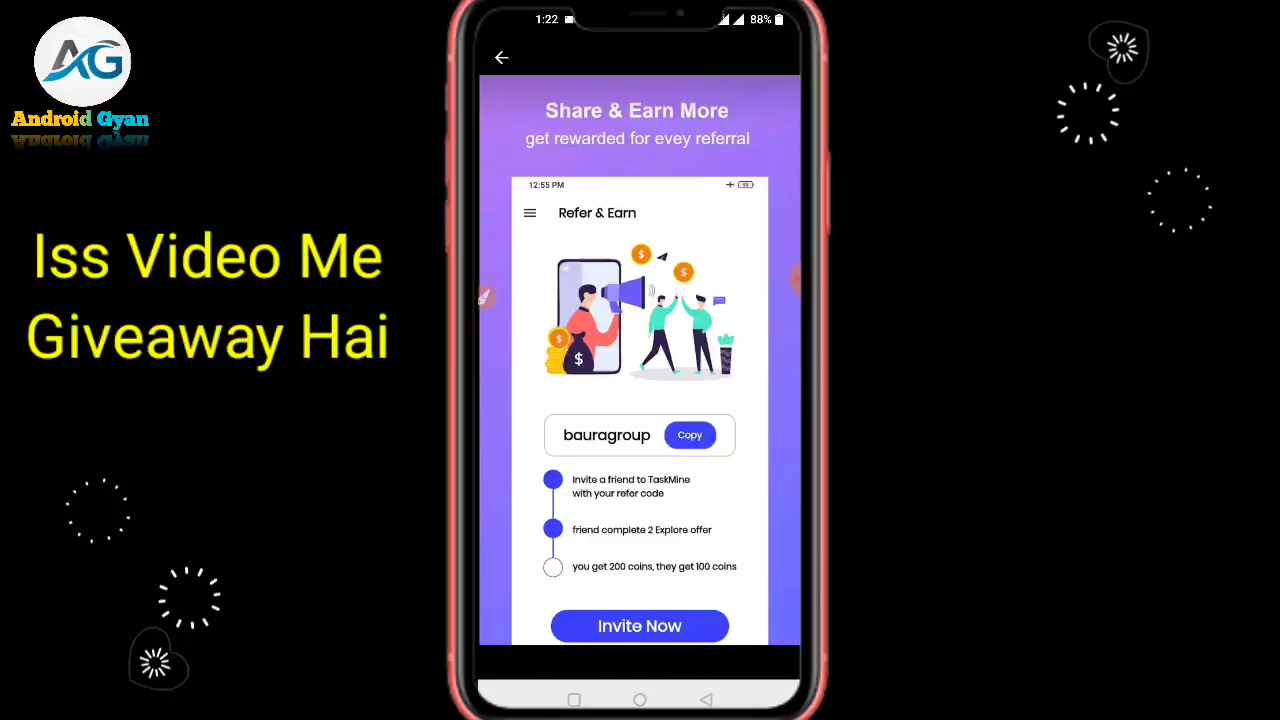 AG
Android Gyan
Iss Video Me
Giveaway Hai
1:22
88%
Share & Earn More
get rewarded for evey referral
12:55 PM
Refer & Earn
$
$
$
$
bauragroup
Copy
Invite a friend to TaskMine
with your refer code
friend complete 2 Explore offer
you get 200 coins, they get 100 coins
Invite Now